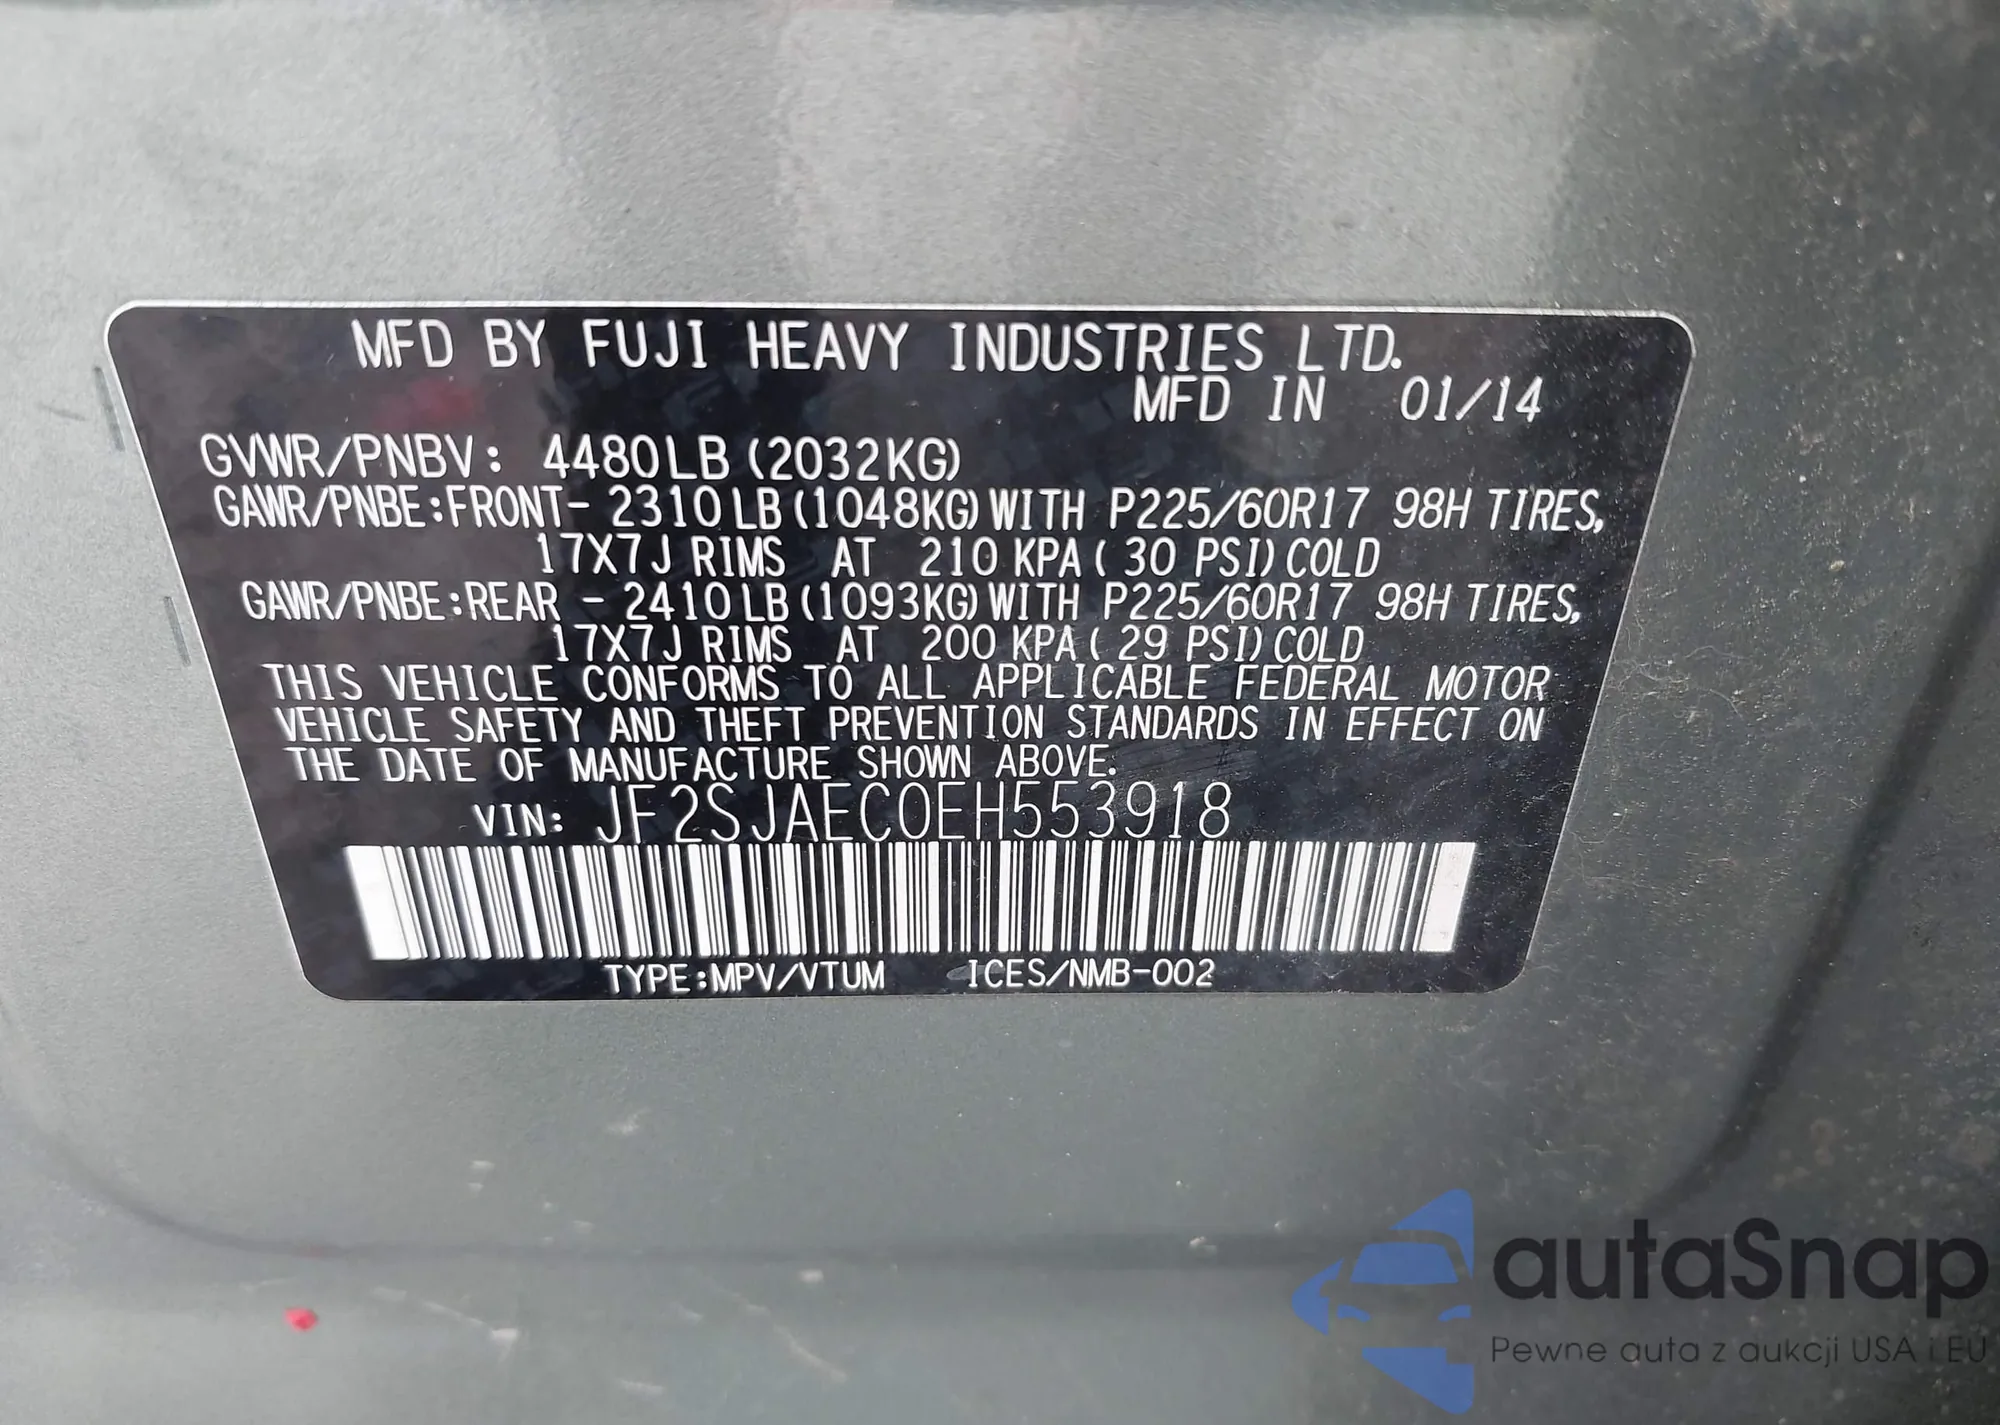 MFD BY FUJI HEAVY INDUSTRIES LTD.
MFD IN 01/14
GVWR/PNBV: 4480LB (2032KG)
GAWR/PNBE:FRONT- 2310LB (1048KG) WITH P225/60R17 98H TIRES,
17X7J RIMS AT 210 KPA (30 PSI) COLD
GAWR/PNBE:REAR - 2410LB (1093KG) WITH P225/60R17 98H TIRES,
17X7J RIMS AT 200 KPA (29 PSI) COLD
THIS VEHICLE CONFORMS TO ALL APPLICABLE FEDERAL MOTOR
VEHICLE SAFETY AND THEFT PREVENTION STANDARDS IN EFFECT ON
THE DATE OF MANUFACTURE SHOWN ABOVE.
VIN: JF2SJAEC0EH553918
TYPE:MPV/VTUM ICES/NMB-002
autaSnap
Pewne auta z aukcji USA i EU